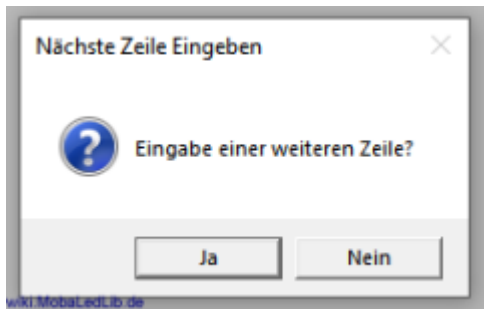 Nächste Zeile Eingeben
Eingabe einer weiteren Zeile?
Ja
Nein
wiki.MobaLedLib.de